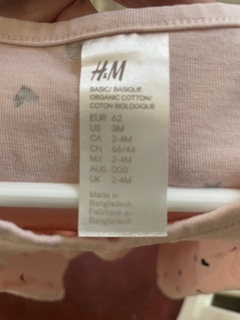 H&M
BASIC/BASIQUE
ORGANIC COTTON/
COTON BIOLOGIQUE
EUR 62
US 3M
CA 2-4M
CN 66/44
MX 2-4M
AUS 000
UK 2-4M
Made in
Bangladesh
Fabriqué au
Bangladesh